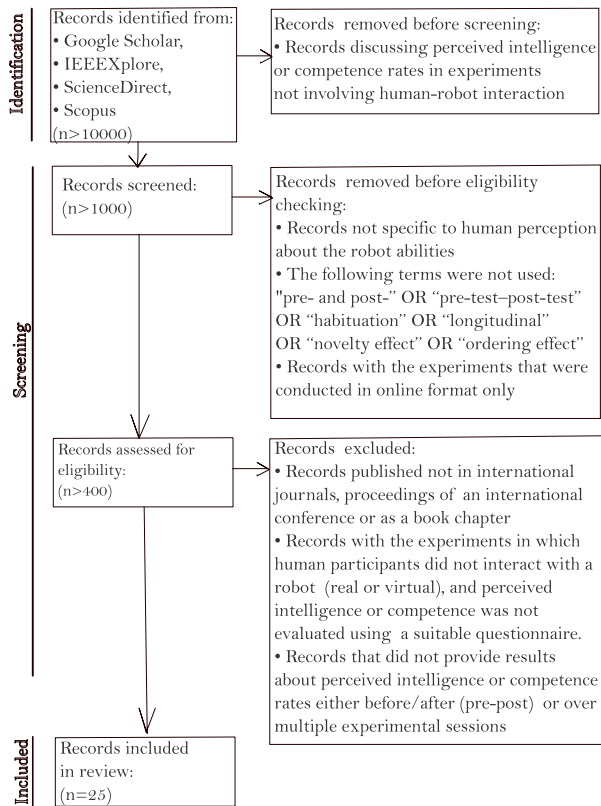 Identification
Records identified from:
• Google Scholar,
• IEEEXplore,
• ScienceDirect,
• Scopus
(n>10000)
Records removed before screening:
• Records discussing perceived intelligence
or competence rates in experiments
not involving human-robot interaction
Screening
Records screened:
(n>1000)
Records removed before eligibility
checking:
• Records not specific to human perception
about the robot abilities
• The following terms were not used:
"pre- and post-” OR “pre-test–post-test”
OR “habituation” OR “longitudinal”
OR “novelty effect” OR “ordering effect”
• Records with the experiments that were
conducted in online format only
Records assessed for
eligibility:
(n>400)
Records excluded:
• Records published not in international
journals, proceedings of an international
conference or as a book chapter
• Records with the experiments in which
human participants did not interact with a
robot (real or virtual), and perceived
intelligence or competence was not
evaluated using a suitable questionnaire.
• Records that did not provide results
about perceived intelligence or competence
rates either before/after (pre-post) or over
multiple experimental sessions
Included
Records included
in review:
(n=25)